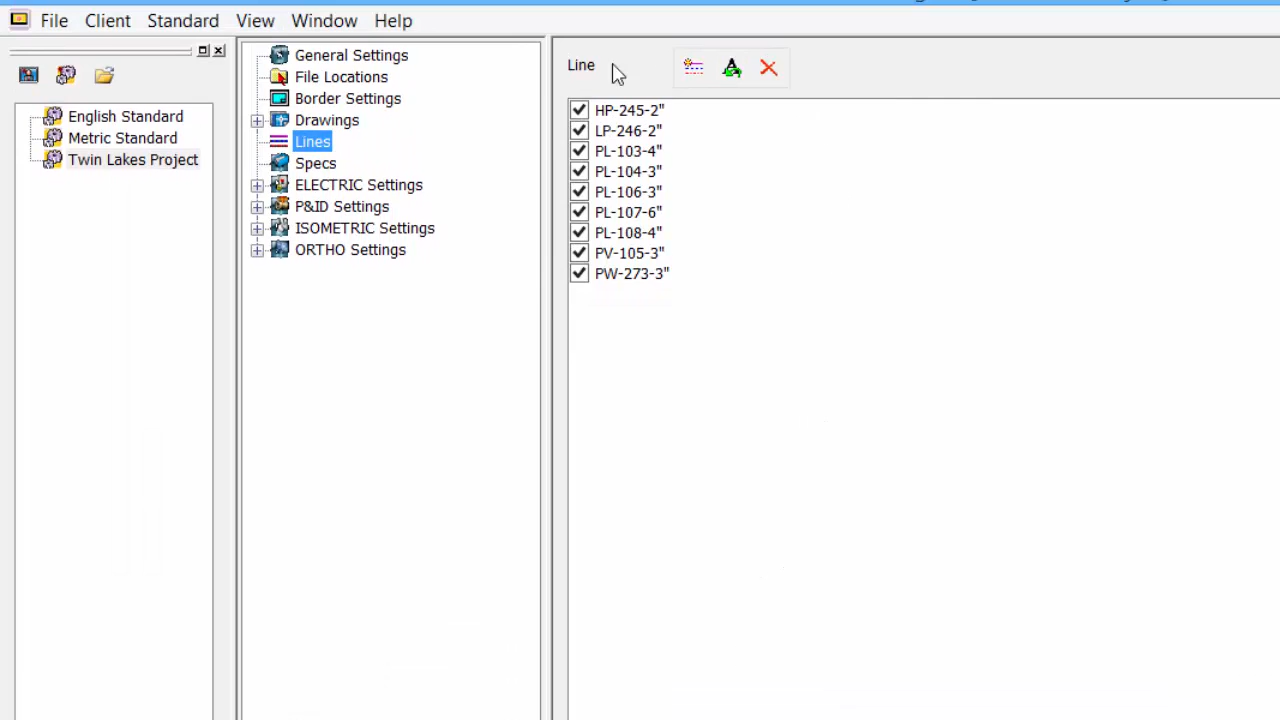 File Client Standard View Window Help
English Standard
Metric Standard
Twin Lakes Project
General Settings
File Locations
Border Settings
Drawings
Lines
Specs
ELECTRIC Settings
P&ID Settings
ISOMETRIC Settings
ORTHO Settings
Line
HP-245-2"
LP-246-2"
PL-103-4"
PL-104-3"
PL-106-3"
PL-107-6"
PL-108-4"
PV-105-3"
PW-273-3"